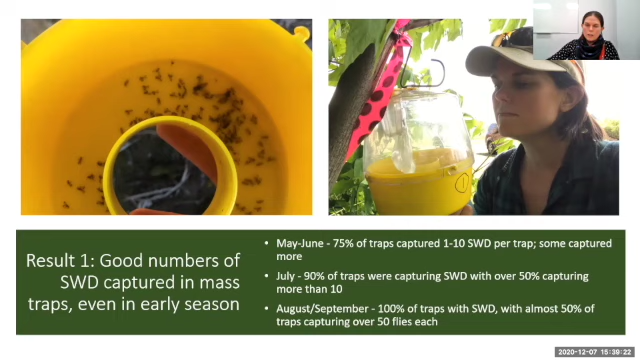 Result 1: Good numbers of
SWD captured in mass
traps, even in early season
• May-June - 75% of traps captured 1-10 SWD per trap; some captured
more
• July - 90% of traps were capturing SWD with over 50% capturing
more than 10
• August/September - 100% of traps with SWD, with almost 50% of
traps capturing over 50 flies each
1
2020-12-07 15:39:22